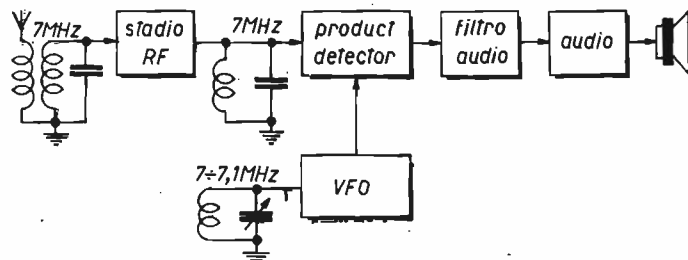 7MHz
stadio
RF
7MHz
product
detector
filtro
audio
audio
7÷7,1MHz
VFO